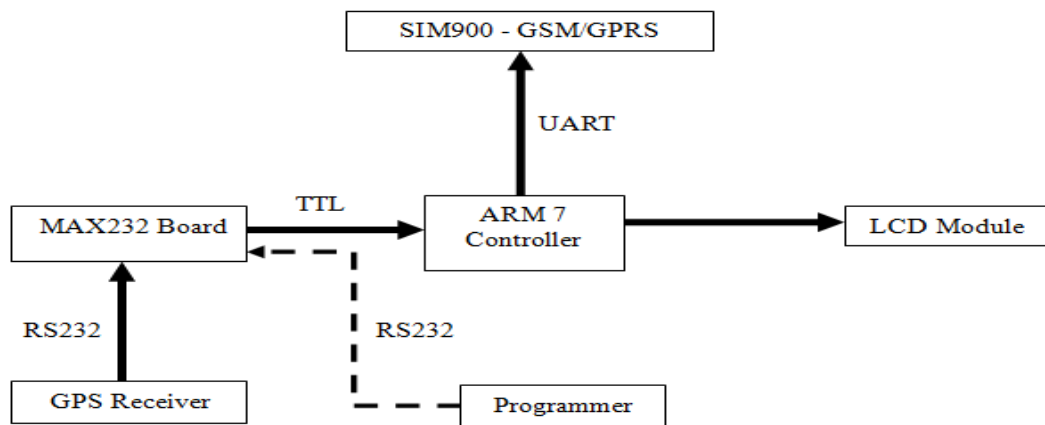 SIM900 - GSM/GPRS
UART
TTL
MAX232 Board
ARM 7
Controller
LCD Module
RS232
RS232
GPS Receiver
Programmer